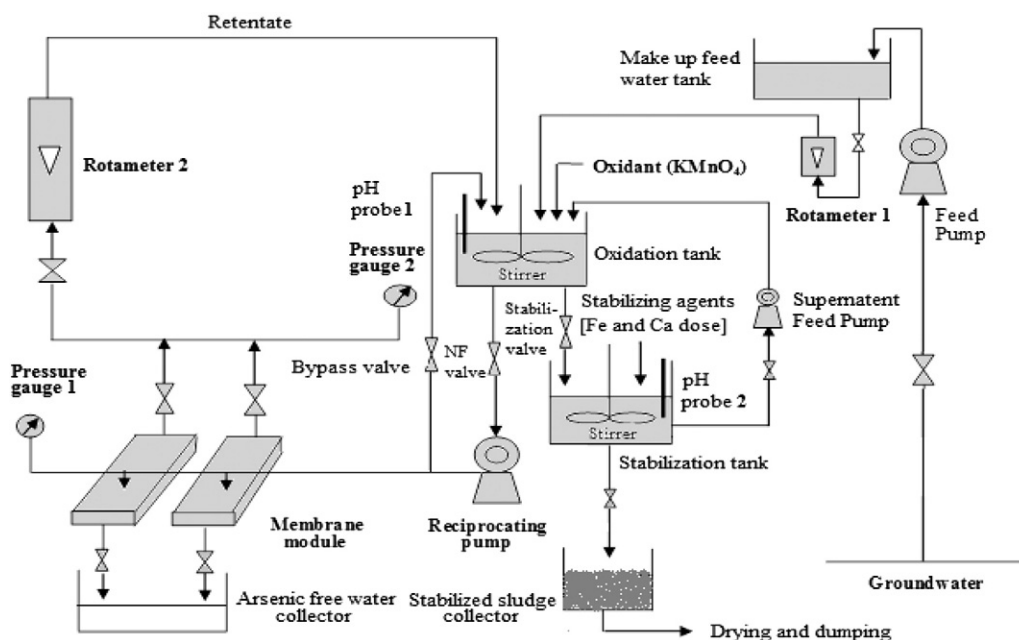 Retentate
Make up feed
water tank
Rotameter 2
Oxidant (KMnO₄)
pH
probe1
Rotameter 1
Feed
Pump
Pressure
gauge 2
Oxidation tank
Stirrer
Stabili-
zation
valve
Stabilizing agents
[Fe and Ca dose]
Supernatent
Feed Pump
Pressure
gauge 1
Bypass valve
NF
valve
pH
probe 2
Stirrer
Stabilization tank
Membrane
module
Reciprocating
pump
Groundwater
Arsenic free water
collector
Stabilized sludge
collector
Drying and dumping